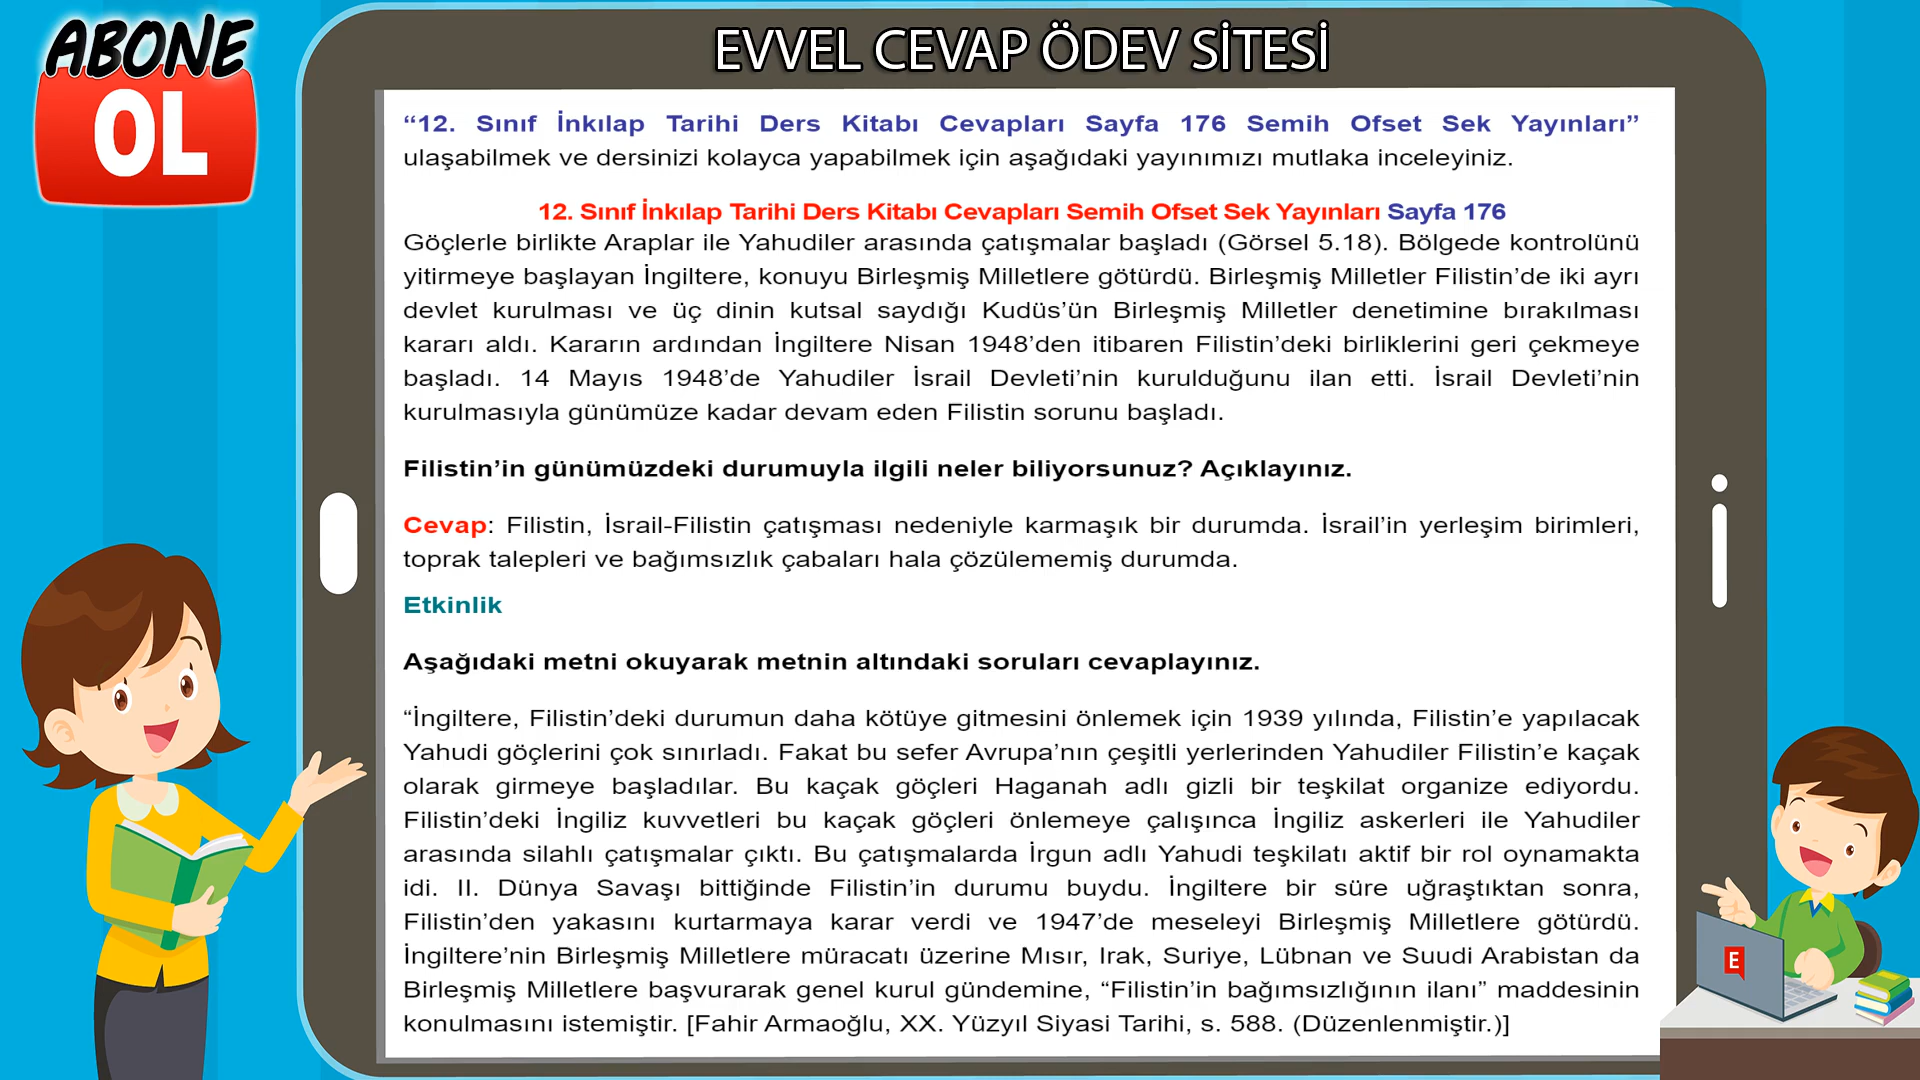 ABONE
OL
EVVEL CEVAP ÖDEV SİTESİ
“12. Sınıf İnkılap Tarihi Ders Kitabı Cevapları Sayfa 176 Semih Ofset Sek Yayınları”
ulaşabilmek ve dersinizi kolayca yapabilmek için aşağıdaki yayınımızı mutlaka inceleyiniz.
12. Sınıf İnkılap Tarihi Ders Kitabı Cevapları Semih Ofset Sek Yayınları Sayfa 176
Göçlerle birlikte Araplar ile Yahudiler arasında çatışmalar başladı (Görsel 5.18). Bölgede kontrolünü
yitirmeye başlayan İngiltere, konuyu Birleşmiş Milletlere götürdü. Birleşmiş Milletler Filistin’de iki ayrı
devlet kurulması ve üç dinin kutsal saydığı Kudüs’ün Birleşmiş Milletler denetimine bırakılması
kararı aldı. Kararın ardından İngiltere Nisan 1948’den itibaren Filistin’deki birliklerini geri çekmeye
başladı. 14 Mayıs 1948’de Yahudiler İsrail Devleti’nin kurulduğunu ilan etti. İsrail Devleti’nin
kurulmasıyla günümüze kadar devam eden Filistin sorunu başladı.
Filistin’in günümüzdeki durumuyla ilgili neler biliyorsunuz? Açıklayınız.
Cevap: Filistin, İsrail-Filistin çatışması nedeniyle karmaşık bir durumda. İsrail’in yerleşim birimleri,
toprak talepleri ve bağımsızlık çabaları hala çözülememiş durumda.
Etkinlik
Aşağıdaki metni okuyarak metnin altındaki soruları cevaplayınız.
“İngiltere, Filistin’deki durumun daha kötüye gitmesini önlemek için 1939 yılında, Filistin’e yapılacak
Yahudi göçlerini çok sınırladı. Fakat bu sefer Avrupa’nın çeşitli yerlerinden Yahudiler Filistin’e kaçak
olarak girmeye başladılar. Bu kaçak göçleri Haganah adlı gizli bir teşkilat organize ediyordu.
Filistin’deki İngiliz kuvvetleri bu kaçak göçleri önlemeye çalışınca İngiliz askerleri ile Yahudiler
arasında silahlı çatışmalar çıktı. Bu çatışmalarda İrgun adlı Yahudi teşkilatı aktif bir rol oynamakta
idi. II. Dünya Savaşı bittiğinde Filistin’in durumu buydu. İngiltere bir süre uğraştıktan sonra,
Filistin’den yakasını kurtarmaya karar verdi ve 1947’de meseleyi Birleşmiş Milletlere götürdü.
İngiltere’nin Birleşmiş Milletlere müracatı üzerine Mısır, Irak, Suriye, Lübnan ve Suudi Arabistan da
Birleşmiş Milletlere başvurarak genel kurul gündemine, “Filistin’in bağımsızlığının ilanı” maddesinin
konulmasını istemiştir. [Fahir Armaoğlu, XX. Yüzyıl Siyasi Tarihi, s. 588. (Düzenlenmiştir.)]
E